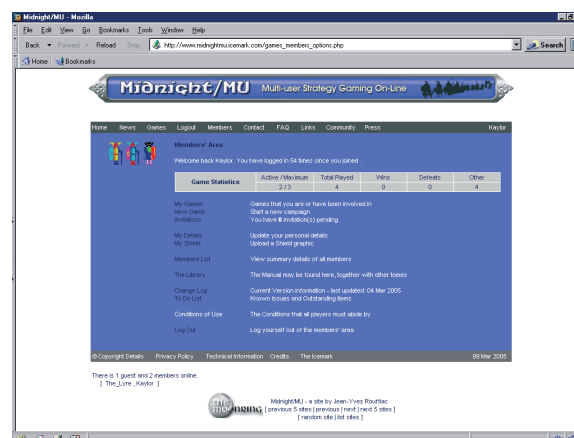 Midnight/MU - Mozilla
File Edit View Go Bookmarks Tools Window Help
Back Forward Reload Stop http://www.midnightmu.icemark.com/games_members_options.php Search
Home Bookmarks
Midnight/MU Multi-user Strategy Gaming On-Line
Home News Games Logout Members Contact FAQ Links Community Press Kaylor
Members' Area
Welcome back Kaylor. You have logged in 54 times since you joined .
Game Statistics Active / Maximum Total Played Wins Defeats Other
2 / 3 4 0 0 4
My Games Games that you are or have been involved in
New Game Start a new campaign
Invitations You have 0 invitation(s) pending
My Details Update your personal details
My Shield Upload a Shield graphic
Members List View summary details of all members
The Library The Manual may be found here, together with other tomes
Change Log Current Version information - last updated: 04 Mar 2005
To Do List Known Issues and Outstanding items
Conditions of Use The Conditions that all players must abide by
Log Out Log yourself out of the members' area
© Copyright Details Privacy Policy Technical Information Credits The Icemark 09 Mar 2005
There is 1 guest and 2 members online.
[ The_Lyre , Kaylor ]
Midnight/MU - a site by Jean-Yves Rouffiac
[ previous 5 sites | previous | next | next 5 sites ]
[ random site | list sites ]